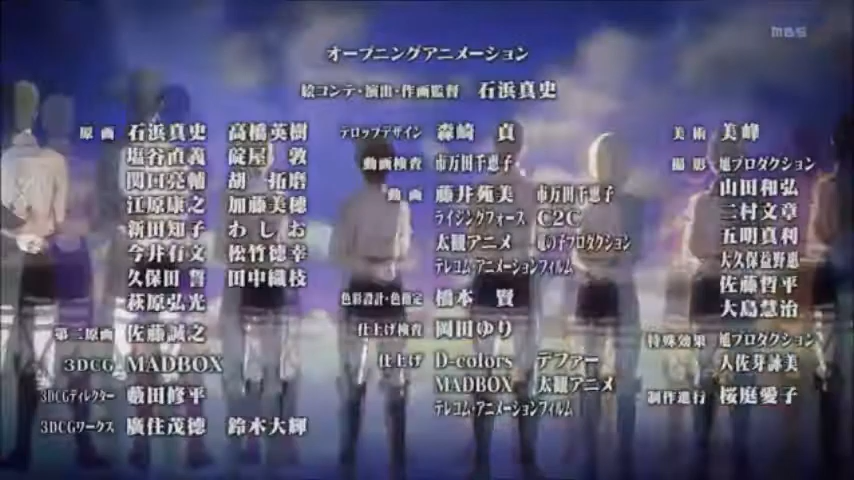 MBS
オープニングアニメーション
絵コンテ・演出・作画監督 石浜真史
原画 石浜真史 高橋英樹
塩谷直義 碇屋 敦
関口亮輔 胡 拓磨
江原康之 加藤美穂
新田知子 わしお
今井有文 松竹徳幸
久保田 誓 田中織枝
萩原弘光
第二原画 佐藤誠之
3DCG MADBOX
3DCGディレクター 籔田修平
3DCGワークス 廣住茂徳 鈴木大輝
テロップデザイン 森崎 貞
動画検査 市万田千恵子
動画 藤井苑美 市万田千恵子
ライジングフォース C2C
太観アニメ 竜の子プロダクション
テレコム・アニメーションフィルム
色彩設計・色指定 橋本 賢
仕上げ検査 岡田ゆり
仕上げ D-colors デファー
MADBOX 太観アニメ
テレコム・アニメーションフィルム
美術 美峰
撮影 旭プロダクション
山田和弘
二村文章
五明真利
大久保益野惠
佐藤哲平
大島慧治
特殊効果 旭プロダクション
入佐芽詠美
制作進行 桜庭愛子